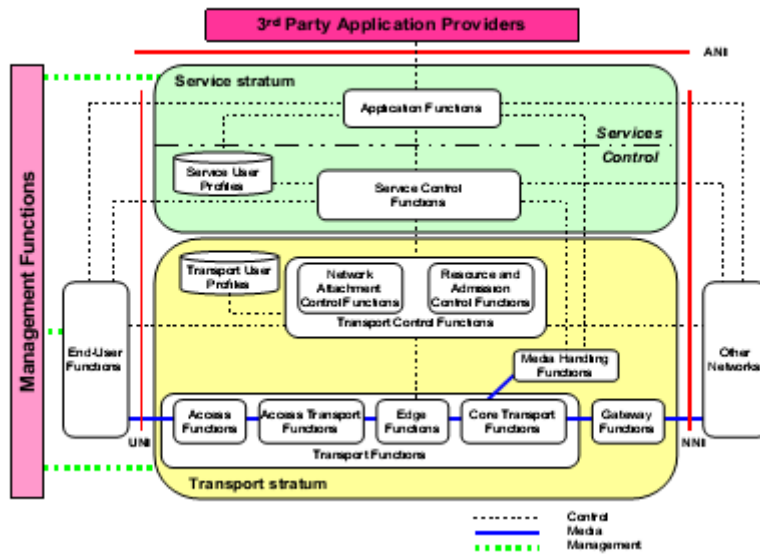 3rd Party Application Providers
ANI
Service stratum
Application Functions
Services
Control
Service User
Profiles
Service Control
Functions
Management Functions
Transport User
Profiles
Network
Attachment
Control Functions
Resource and
Admission
Control Functions
Transport Control Functions
End-User
Functions
Media Handling
Functions
Other
Networks
Access
Functions
Access Transport
Functions
Edge
Functions
Core Transport
Functions
Gateway
Functions
UNI
NNI
Transport Functions
Transport stratum
Control
Media
Management